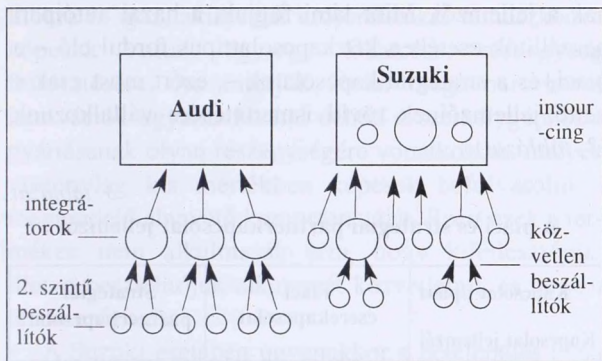 Audi
Suzuki
insour
-cing
integrá-
torok
köz-
vetlen
beszál-
lítók
2. szintű
beszál-
lítók